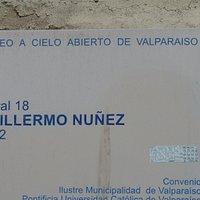 EO A CIELO ABIERTO DE VALPARAISO
al 18
ILLERMO NUÑEZ
2
Convenio
Ilustre Municipalidad de Valparaíso
Pontificia Universidad Católica de Valparaíso